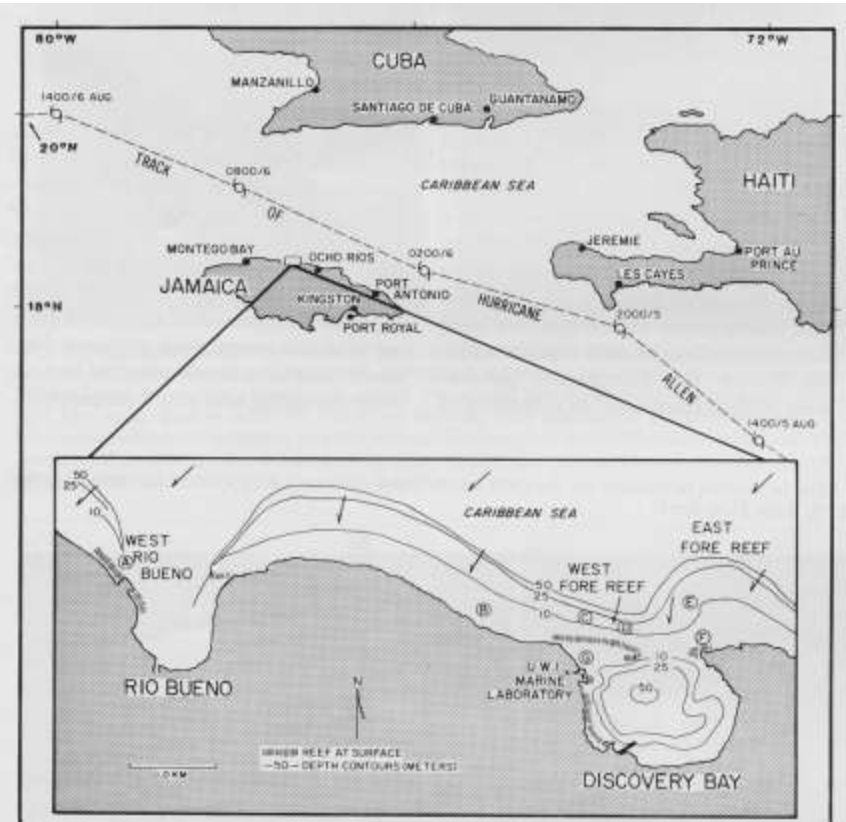 80°W
72°W
CUBA
MANZANILLO
SANTIAGO DE CUBA
GUANTANAMO
1400/6 AUG.
20°N
TRACK
0800/6
OF
CARIBBEAN SEA
HAITI
MONTEGO BAY
OCHO RIOS
0200/6
JEREMIE
PORT AU
PRINCE
JAMAICA
PORT
ANTONIO
LES CAYES
KINGSTON
18°N
HURRICANE
2000/5
PORT ROYAL
ALLEN
1400/5 AUG
50
25
10
CARIBBEAN SEA
WEST
RIO
BUENO
A
EAST
FORE REEF
WEST
FORE REEF
50
25
10
B
C
D
E
F
G
10
25
50
U.W.I.
MARINE
LABORATORY
RIO BUENO
N
REEF AT SURFACE
—50— DEPTH CONTOURS (METERS)
1.0 KM
DISCOVERY BAY